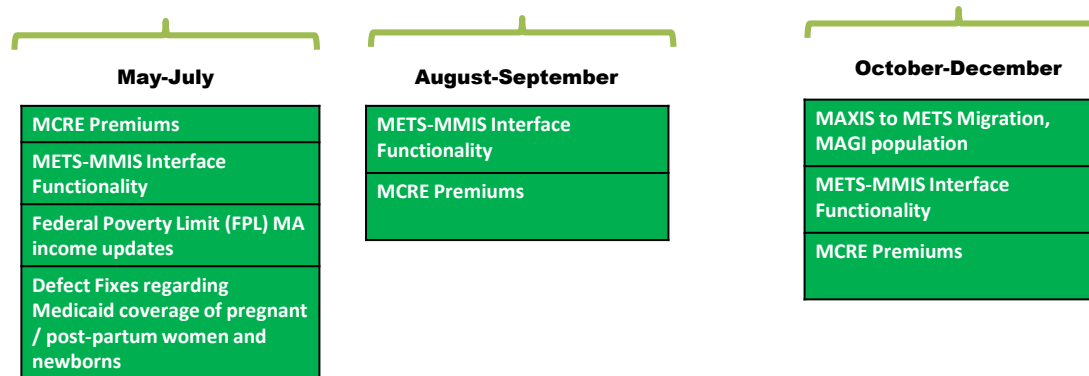 May-July
MCRE Premiums
METS-MMIS Interface
Functionality
Federal Poverty Limit (FPL) MA
income updates
Defect Fixes regarding
Medicaid coverage of pregnant
/ post-partum women and
newborns
August-September
METS-MMIS Interface
Functionality
MCRE Premiums
October-December
MAXIS to METS Migration,
MAGI population
METS-MMIS Interface
Functionality
MCRE Premiums